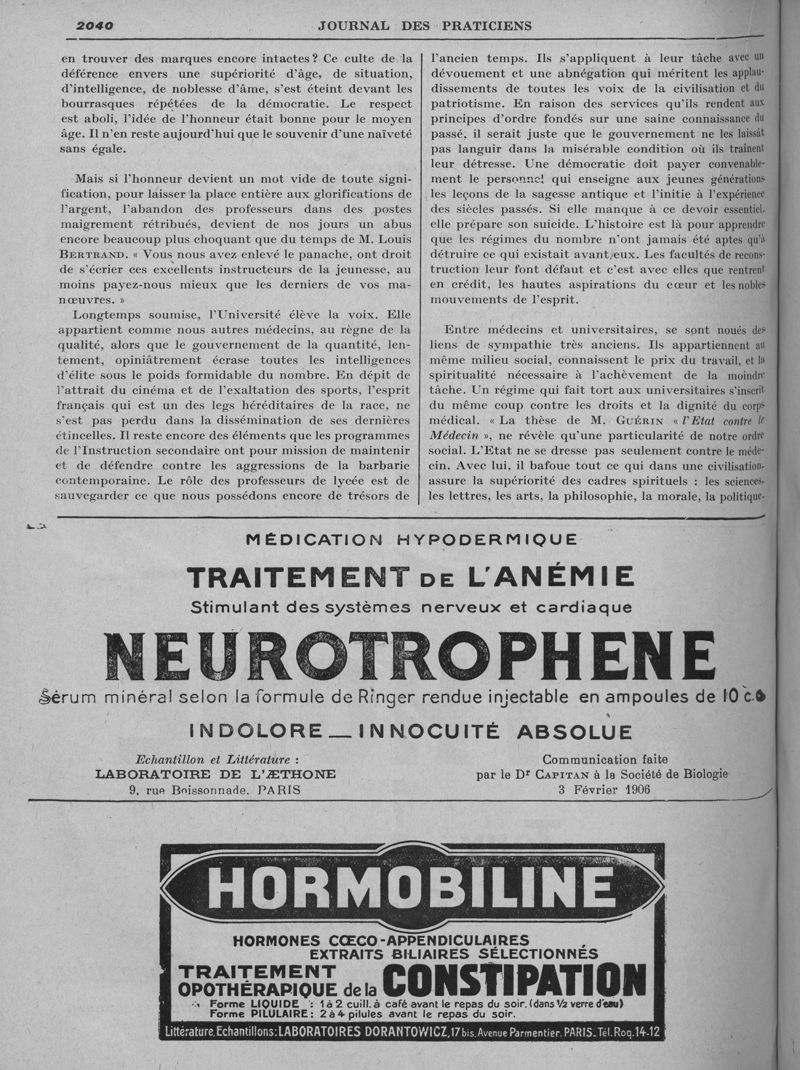 2040
JOURNAL DES PRATICIENS
en trouver des marques encore intactes? Ce culte de la
déférence envers une supériorité d'âge, de situation,
d'intelligence, de noblesse d'âme, s'est éteint devant les
bourrasques répétées de la démocratie. Le respect
est aboli, l'idée de l'honneur était bonne pour le moyen
âge. Il n'en reste aujourd'hui que le souvenir d'une naïveté
sans égale.
Mais si l'honneur devient un mot vide de toute signi-
fication, pour laisser la place entière aux glorifications de
l'argent, l'abandon des professeurs dans des postes
maigrement rétribués, devient de nos jours un abus
encore beaucoup plus choquant que du temps de M. Louis
BERTRAND. « Vous nous avez enlevé le panache, ont droit
de s'écrier ces excellents instructeurs de la jeunesse, au
moins payez-nous mieux que les derniers de vos ma-
nœuvres. »
Longtemps soumise, l'Université élève la voix. Elle
appartient comme nous autres médecins, au règne de la
qualité, alors que le gouvernement de la quantité, len-
tement, opiniâtrement écrase toutes les intelligences
d'élite sous le poids formidable du nombre. En dépit de
l'attrait du cinéma et de l'exaltation des sports, l'esprit
français qui est un des legs héréditaires de la race, ne
s'est pas perdu dans la dissémination de ses dernières
étincelles. Il reste encore des éléments que les programmes
de l'Instruction secondaire ont pour mission de maintenir
et de défendre contre les aggressions de la barbarie
contemporaine. Le rôle des professeurs de lycée est de
sauvegarder ce que nous possédons encore de trésors de
l'ancien temps. Ils s'appliquent à leur tâche avec un
dévouement et une abnégation qui méritent les applau-
dissements de toutes les voix de la civilisation et du
patriotisme. En raison des services qu'ils rendent aux
principes d'ordre fondés sur une saine connaissance du
passé, il serait juste que le gouvernement ne les laissât
pas languir dans la misérable condition où ils traînent
leur détresse. Une démocratie doit payer convenable-
ment le personnel qui enseigne aux jeunes générations
les leçons de la sagesse antique et l'initie à l'expérience
des siècles passés. Si elle manque à ce devoir essentiel,
elle prépare son suicide. L'histoire est là pour apprendre
que les régimes du nombre n'ont jamais été aptes qu'à
détruire ce qui existait avant eux. Les facultés de recons-
truction leur font défaut et c'est avec elles que rentrent
en crédit, les hautes aspirations du cœur et les nobles
mouvements de l'esprit.
Entre médecins et universitaires, se sont noués des
liens de sympathie très anciens. Ils appartiennent au
même milieu social, connaissent le prix du travail, et la
spiritualité nécessaire à l'achèvement de la moindre
tâche. Un régime qui fait tort aux universitaires s'inscrit
du même coup contre les droits et la dignité du corps
médical. « La thèse de M. GUÉRIN « l'Etat contre le
Médecin », ne révèle qu'une particularité de notre ordre
social. L'Etat ne se dresse pas seulement contre le méde-
cin. Avec lui, il bafoue tout ce qui dans une civilisation,
assure la supériorité des cadres spirituels : les sciences,
les lettres, les arts, la philosophie, la morale, la politique.
MÉDICATION HYPODERMIQUE
TRAITEMENT DE L'ANÉMIE
Stimulant des systèmes nerveux et cardiaque
NEUROTROPHENE
Sérum minéral selon la formule de Ringer rendue injectable en ampoules de 10 c.c.
INDOLORE — INNOCUITÉ ABSOLUE
Echantillon et Littérature :
LABORATOIRE DE L'ÆTHONE
9, rue Boissonnade, PARIS
Communication faite
par le Dr CAPITAN à la Société de Biologie
3 Février 1906
HORMOBILINE
HORMONES CŒCO-APPENDICULAIRES
EXTRAITS BILIAIRES SÉLECTIONNÉS
TRAITEMENT
OPOTHÉRAPIQUE de la CONSTIPATION
Forme LIQUIDE : 1 à 2 cuill. à café avant le repas du soir. (dans 1/2 verre d'eau)
Forme PILULAIRE : 2 à 4 pilules avant le repas du soir.
Littérature, Echantillons: LABORATOIRES DORANTOWICZ, 17 bis, Avenue Parmentier. PARIS_Tél. Roq. 14-12